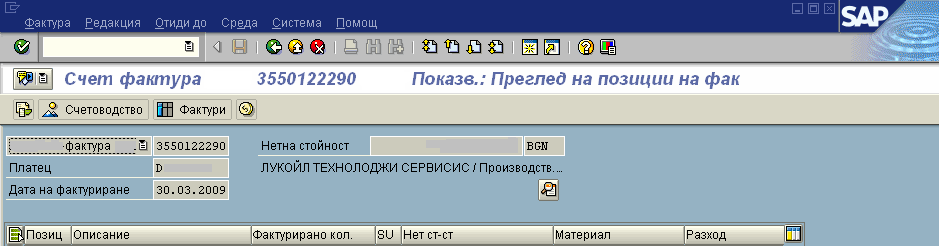 Фактура Редакция Отиди до Среда Система Помощ
SAP
Счет фактура 3550122290 Показв.: Преглед на позиции на фак
Счетоводство Фактури
-фактура 3550122290 Нетна стойност BGN
Платец D ЛУКОЙЛ ТЕХНОЛОДЖИ СЕРВИСИС / Производств...
Дата на фактуриране 30.03.2009
Позиц Описание Фактурирано кол. SU Нет ст-ст Материал Разход